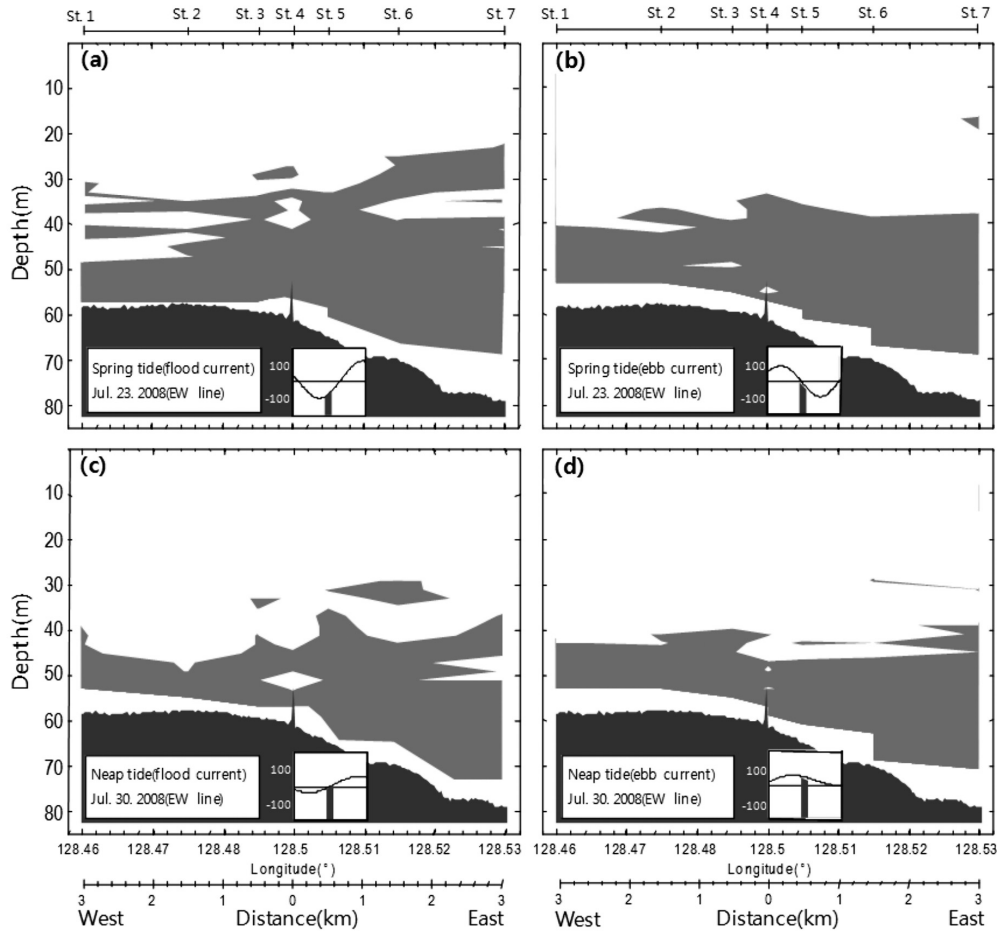 St. 1 St. 2 St. 3 St. 4 St. 5 St. 6 St. 7
St. 1 St. 2 St. 3 St. 4 St. 5 St. 6 St. 7
(a)
(b)
Depth(m)
10
20
30
40
50
60
70
80
Spring tide(flood current)
Jul. 23. 2008(EW line)
100
-100
Spring tide(ebb current)
Jul. 23. 2008(EW line)
100
-100
(c)
(d)
Depth(m)
10
20
30
40
50
60
70
80
Neap tide(flood current)
Jul. 30. 2008(EW line)
100
-100
Neap tide(ebb current)
Jul. 30. 2008(EW line)
100
-100
128.46 128.47 128.48 128.5 128.51 128.52 128.53
128.46 128.47 128.48 128.5 128.51 128.52 128.53
Longitude(°)
Longitude(°)
3 2 1 0 1 2 3
3 2 1 0 1 2 3
West Distance(km) East
West Distance(km) East